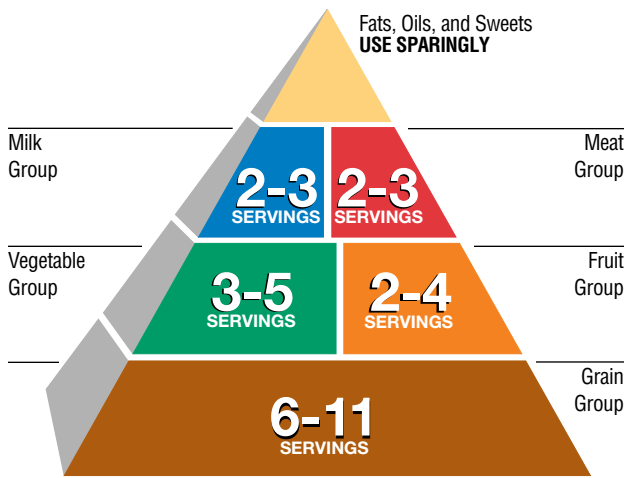 Fats, Oils, and Sweets
USE SPARINGLY
Milk
Group
Meat
Group
2-3
SERVINGS
2-3
SERVINGS
Vegetable
Group
Fruit
Group
3-5
SERVINGS
2-4
SERVINGS
Grain
Group
6-11
SERVINGS